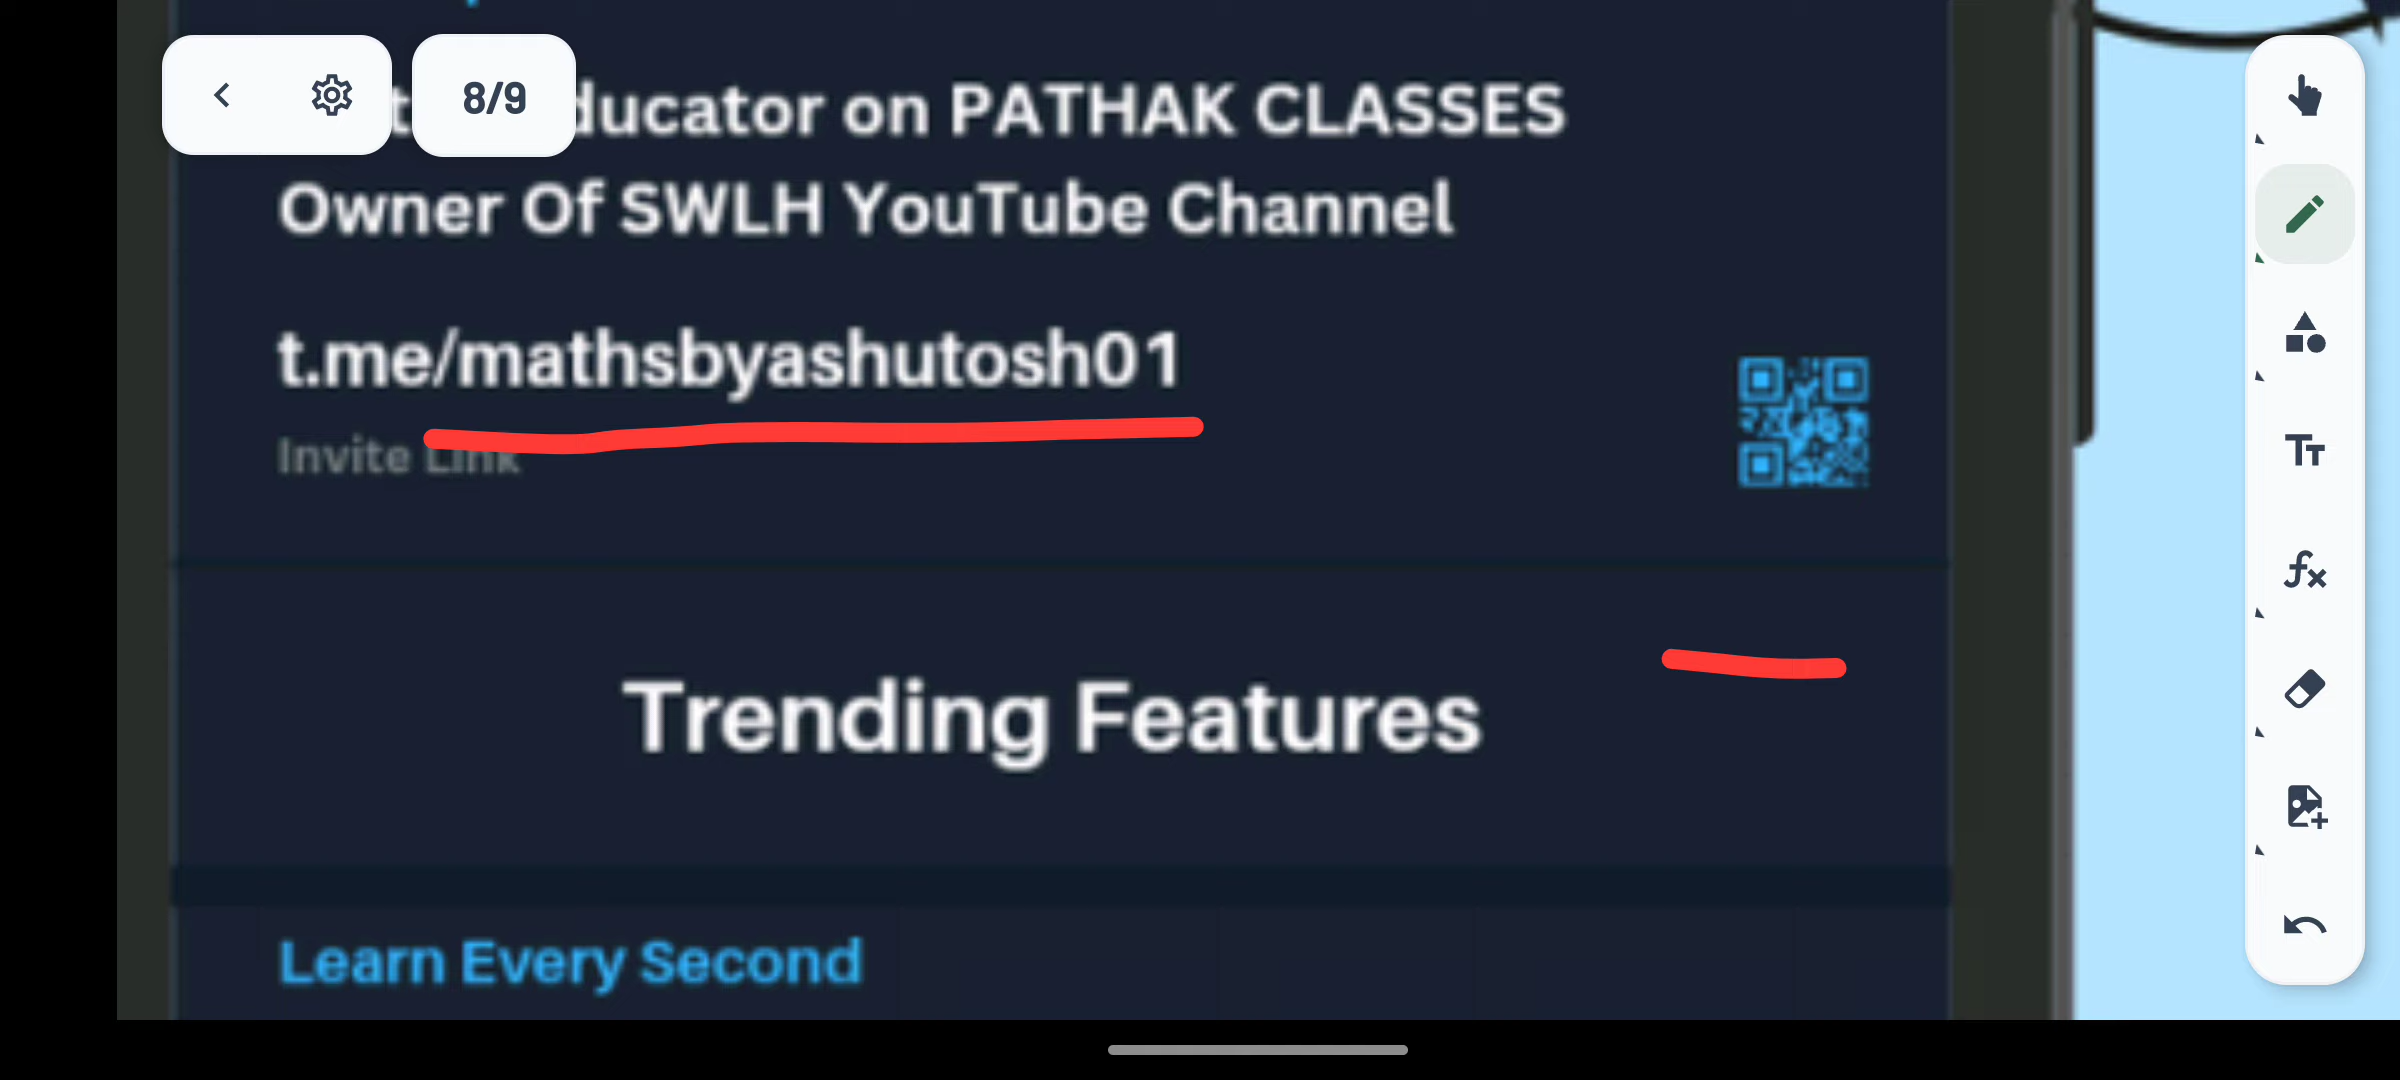 8/9
ducator on PATHAK CLASSES
Owner Of SWLH YouTube Channel
t.me/mathsbyashutosh01
Invite Link
Trending Features
Learn Every Second